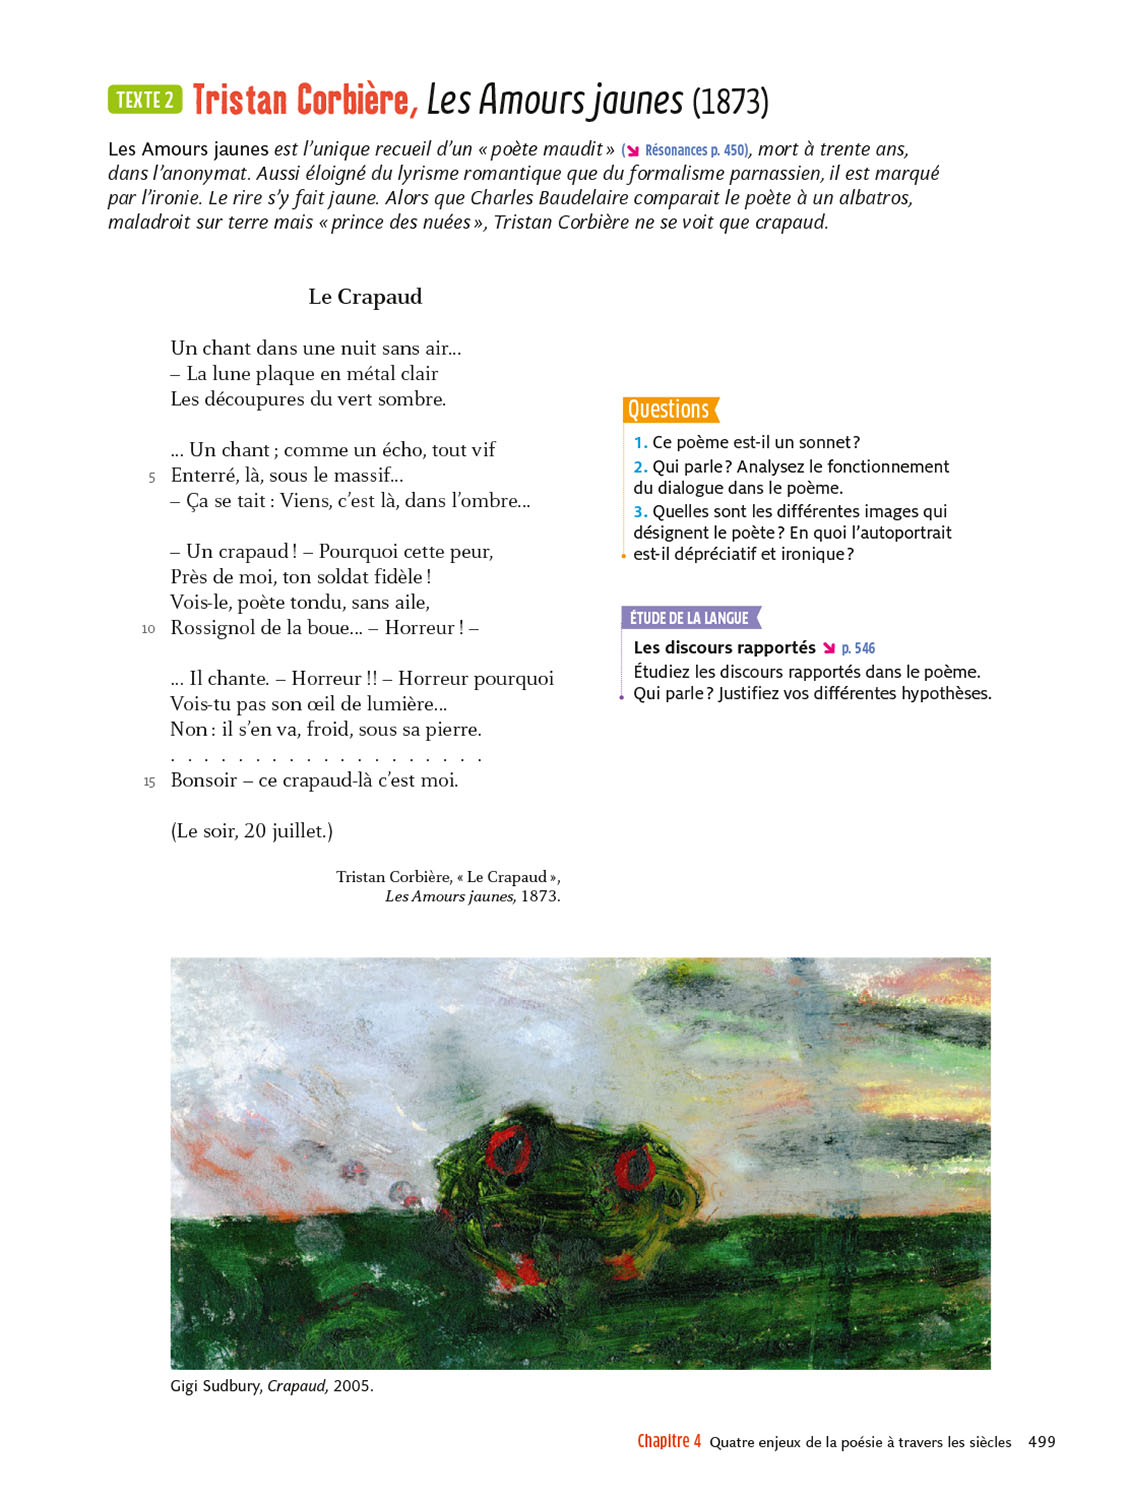 TEXTE 2 Tristan Corbière, Les Amours jaunes (1873)
Les Amours jaunes est l’unique recueil d’un « poète maudit » (↘ Résonances p. 450), mort à trente ans,
dans l’anonymat. Aussi éloigné du lyrisme romantique que du formalisme parnassien, il est marqué
par l’ironie. Le rire s’y fait jaune. Alors que Charles Baudelaire comparait le poète à un albatros,
maladroit sur terre mais « prince des nuées », Tristan Corbière ne se voit que crapaud.
Le Crapaud
Un chant dans une nuit sans air...
– La lune plaque en métal clair
Les découpures du vert sombre.
... Un chant ; comme un écho, tout vif
5 Enterré, là, sous le massif...
– Ça se tait : Viens, c’est là, dans l’ombre...
– Un crapaud ! – Pourquoi cette peur,
Près de moi, ton soldat fidèle !
Vois-le, poète tondu, sans aile,
10 Rossignol de la boue... – Horreur ! –
... Il chante. – Horreur !! – Horreur pourquoi
Vois-tu pas son œil de lumière...
Non : il s’en va, froid, sous sa pierre.
. . . . . . . . . . . . . . . . . . .
15 Bonsoir – ce crapaud-là c’est moi.
(Le soir, 20 juillet.)
Tristan Corbière, « Le Crapaud »,
Les Amours jaunes, 1873.
Questions
1. Ce poème est-il un sonnet ?
2. Qui parle ? Analysez le fonctionnement
du dialogue dans le poème.
3. Quelles sont les différentes images qui
désignent le poète ? En quoi l’autoportrait
est-il dépréciatif et ironique ?
ÉTUDE DE LA LANGUE
Les discours rapportés ↘ p. 546
Étudiez les discours rapportés dans le poème.
Qui parle ? Justifiez vos différentes hypothèses.
Gigi Sudbury, Crapaud, 2005.
Chapitre 4 Quatre enjeux de la poésie à travers les siècles 499